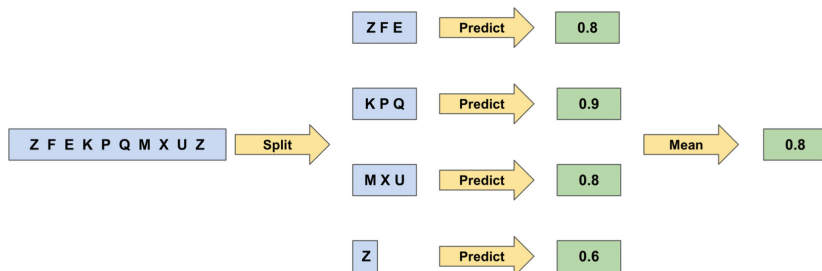 Z F E Predict 0.8
K P Q Predict 0.9
Z F E K P Q M X U Z Split Mean 0.8
M X U Predict 0.8
Z Predict 0.6